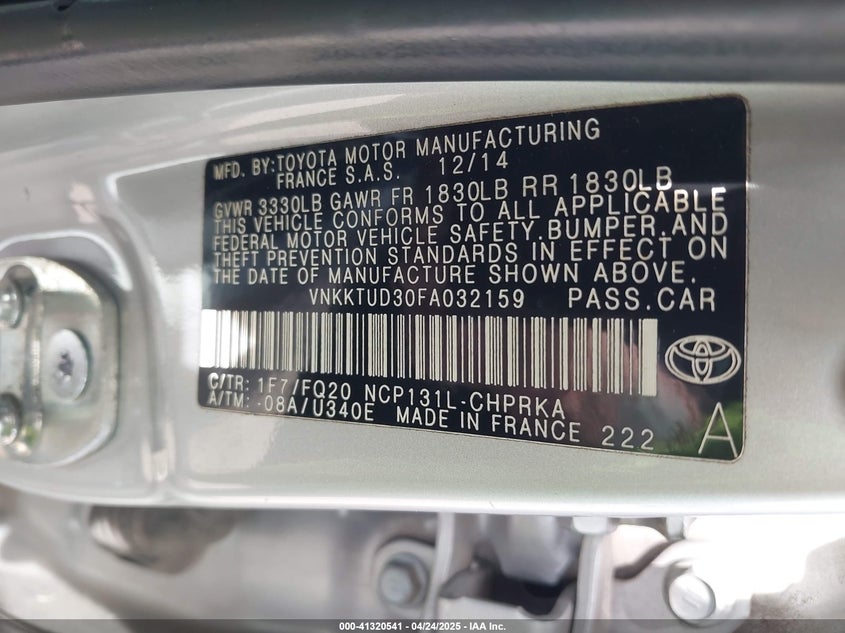 MFD. BY:TOYOTA MOTOR MANUFACTURING
FRANCE S.A.S. 12/14
GVWR 3330LB GAWR FR 1830LB RR 1830LB
THIS VEHICLE CONFORMS TO ALL APPLICABLE
FEDERAL MOTOR VEHICLE SAFETY,BUMPER,AND
THEFT PREVENTION STANDARDS IN EFFECT ON
THE DATE OF MANUFACTURE SHOWN ABOVE.
VNKKTUD30FA032159 PASS.CAR
C/TR: 1F7/FQ20 NCP131L-CHPRKA
A/TM: -08A/U340E MADE IN FRANCE 222
A
000-41320541 - 04/24/2025 - IAA Inc.